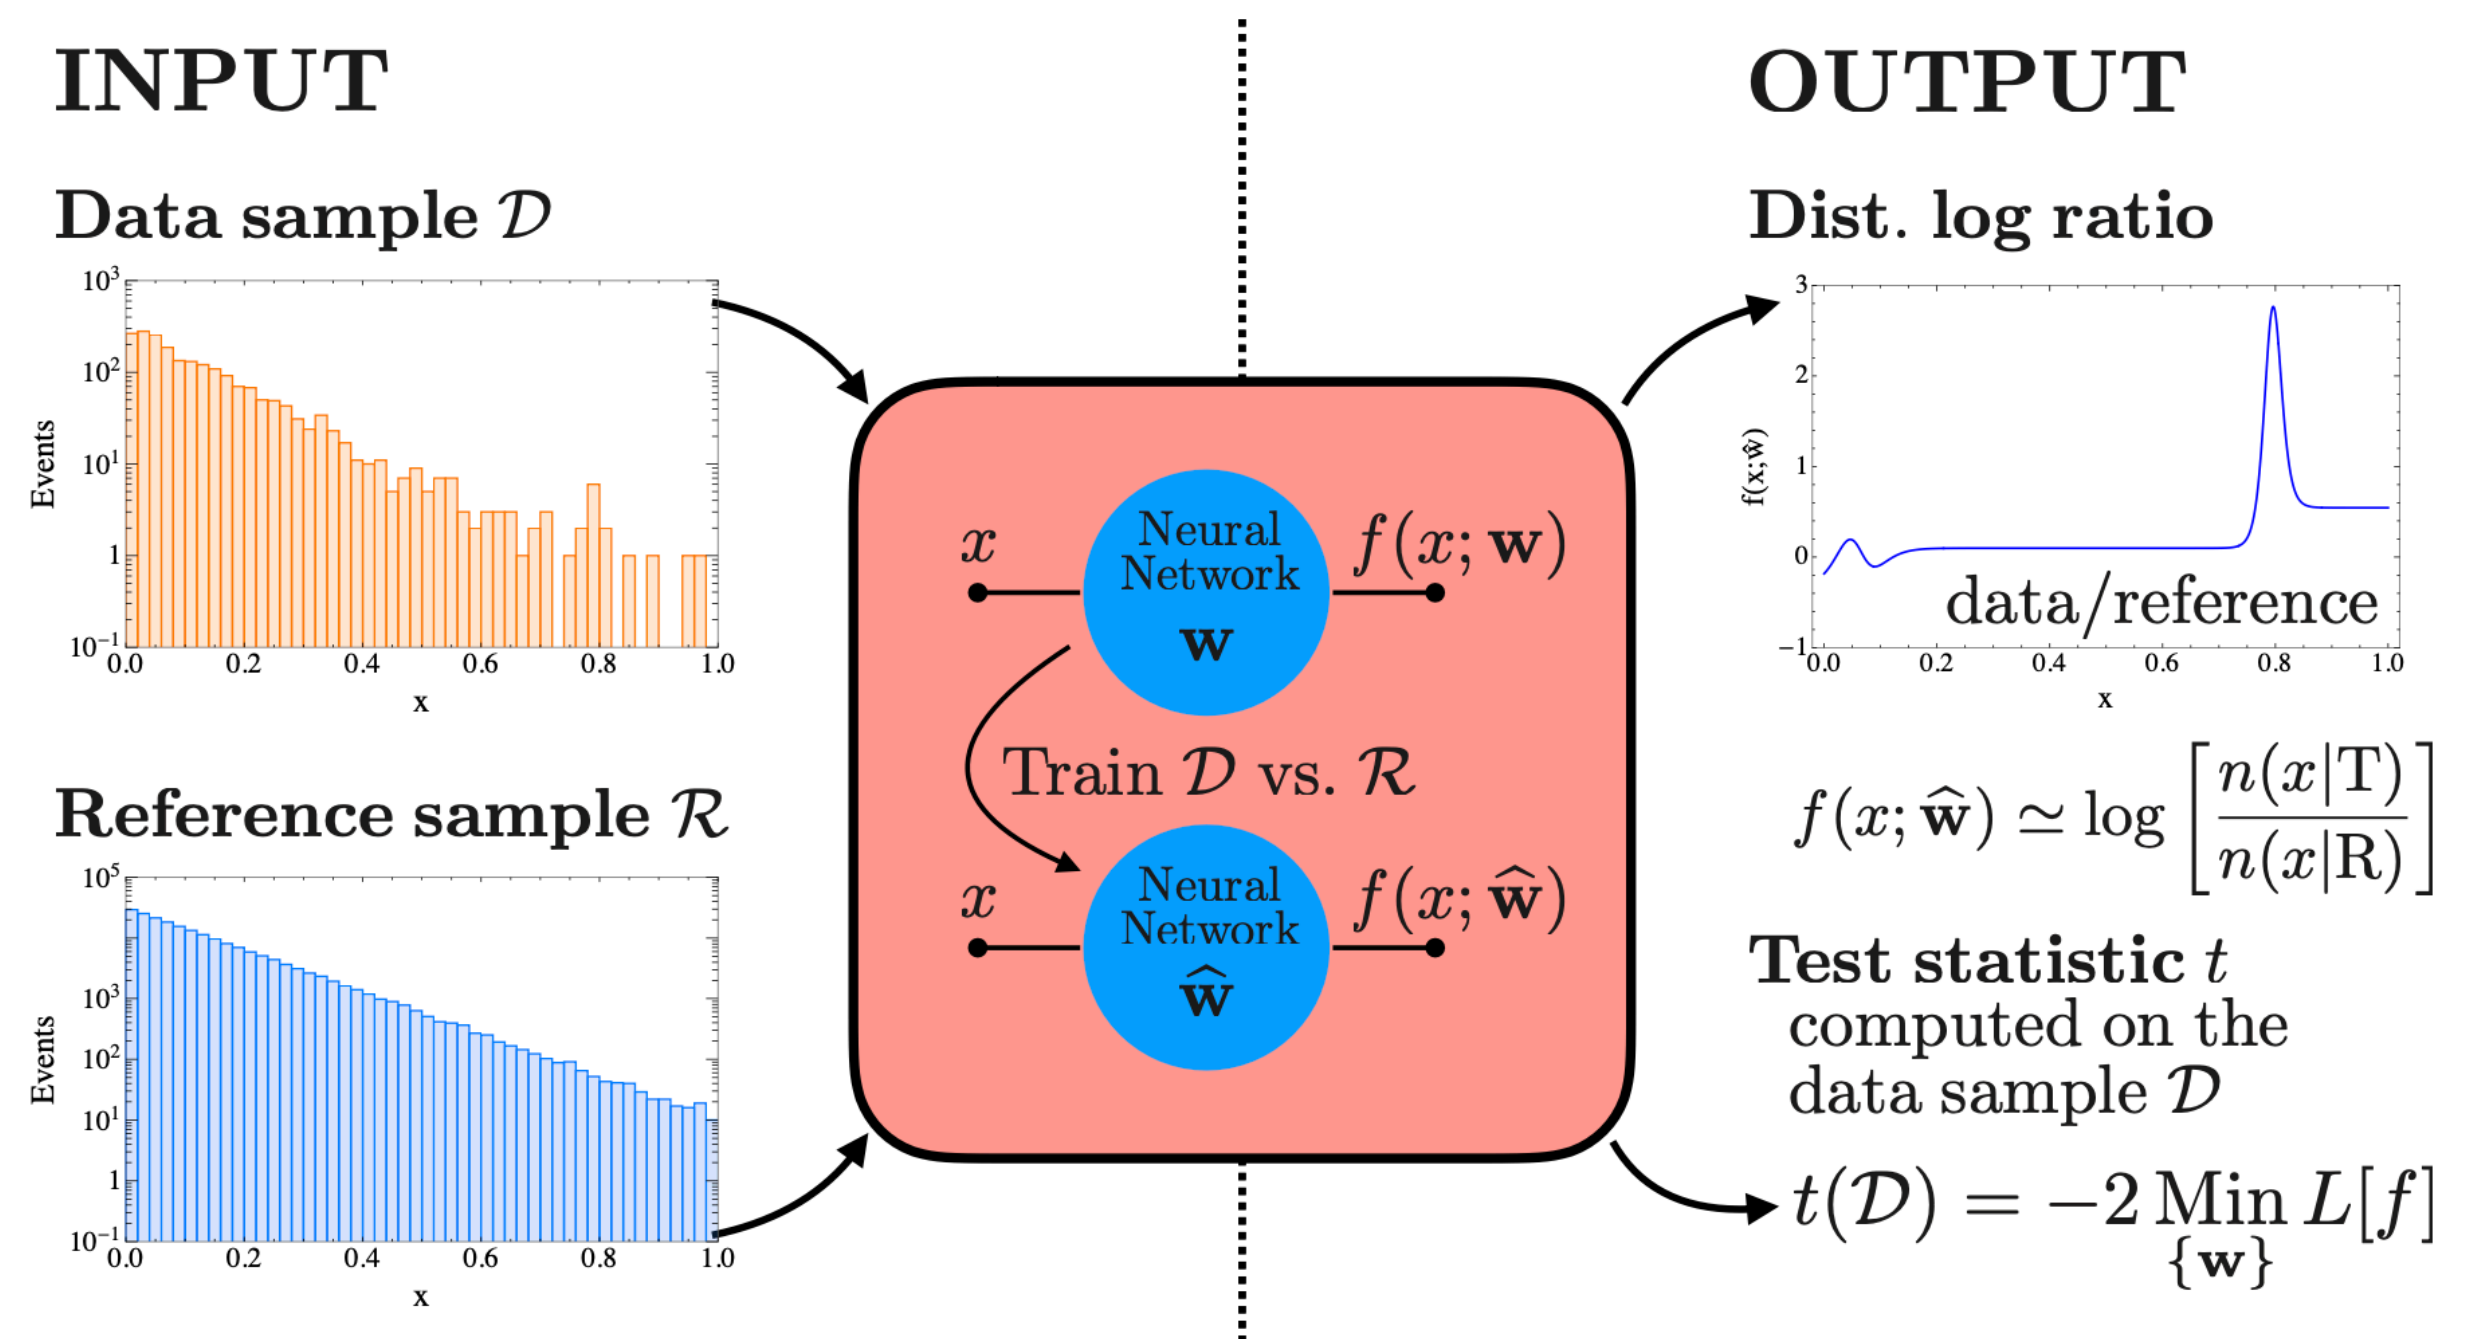 INPUT
Data sample 𝒟
10³
10²
10¹
1
10⁻¹
Events
0.0 0.2 0.4 0.6 0.8 1.0
x
Reference sample ℛ
10⁵
10³
10²
10¹
1
10⁻¹
Events
0.0 0.2 0.4 0.6 0.8 1.0
x
x
Neural
Network
w
f(x; w)
Train 𝒟 vs. ℛ
x
Neural
Network
ŵ
f(x; ŵ)
OUTPUT
Dist. log ratio
3
2
1
0
−1
f(x;ŵ)
data/reference
0.0 0.2 0.4 0.6 0.8 1.0
x
f(x; ŵ) ≃ log [n(x|T) / n(x|R)]
Test statistic t
computed on the
data sample 𝒟
t(𝒟) = −2 Min L[f]
{w}